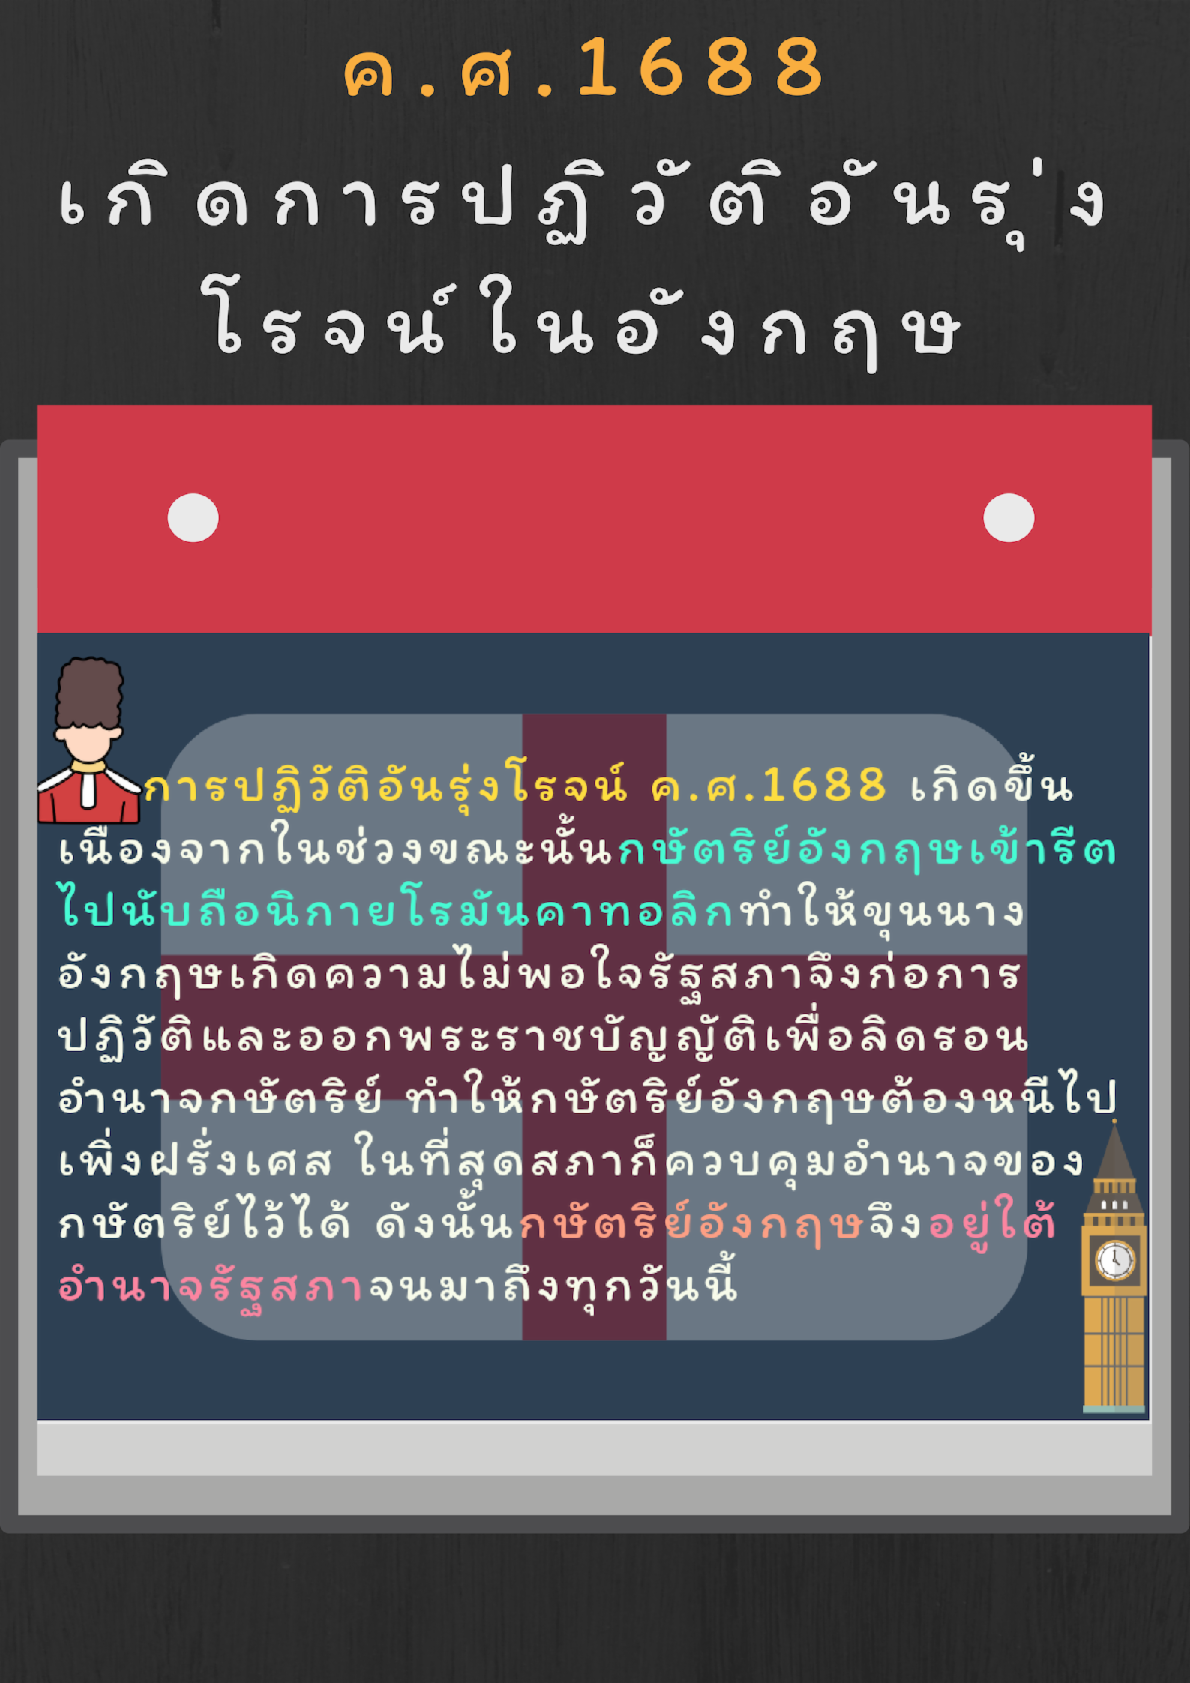 ค.ศ.1688
เกิดการปฏิวัติอันรุ่ง
โรจน์ในอังกฤษ
การปฏิวัติอันรุ่งโรจน์ ค.ศ.1688 เกิดขึ้น
เนื่องจากในช่วงขณะนั้นกษัตริย์อังกฤษเข้ารีต
ไปนับถือนิกายโรมันคาทอลิกทำให้ขุนนาง
อังกฤษเกิดความไม่พอใจรัฐสภาจึงก่อการ
ปฏิวัติและออกพระราชบัญญัติเพื่อลิดรอน
อำนาจกษัตริย์ ทำให้กษัตริย์อังกฤษต้องหนีไป
เพิ่งฝรั่งเศส ในที่สุดสภาก็ควบคุมอำนาจของ
กษัตริย์ไว้ได้ ดังนั้นกษัตริย์อังกฤษจึงอยู่ใต้
อำนาจรัฐสภาจนมาถึงทุกวันนี้